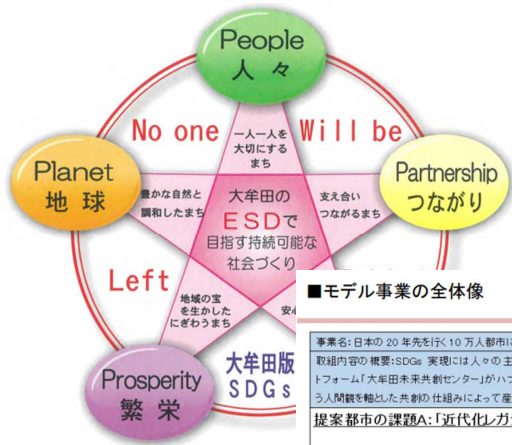 People
人々
No one
Will be
一人一人を
大切にする
まち
Planet
地球
Partnership
つながり
豊かな自然と
調和したまち
大牟田の
ESDで
目指す持続可能な
社会づくり
支え合い
つながるまち
Left
地域の宝
を生かした
にぎわうまち
安心
大牟田版
SDGs
Prosperity
繁栄
■モデル事業の全体像
事業名:日本の20年先を行く10万人都市に
取組内容の概要:SDGs 実現には人々の主
トフォーム「大牟田未来共創センター」がハブ
う人間観を軸とした共創の仕組みによって産
提案都市の課題A:「近代化レガ